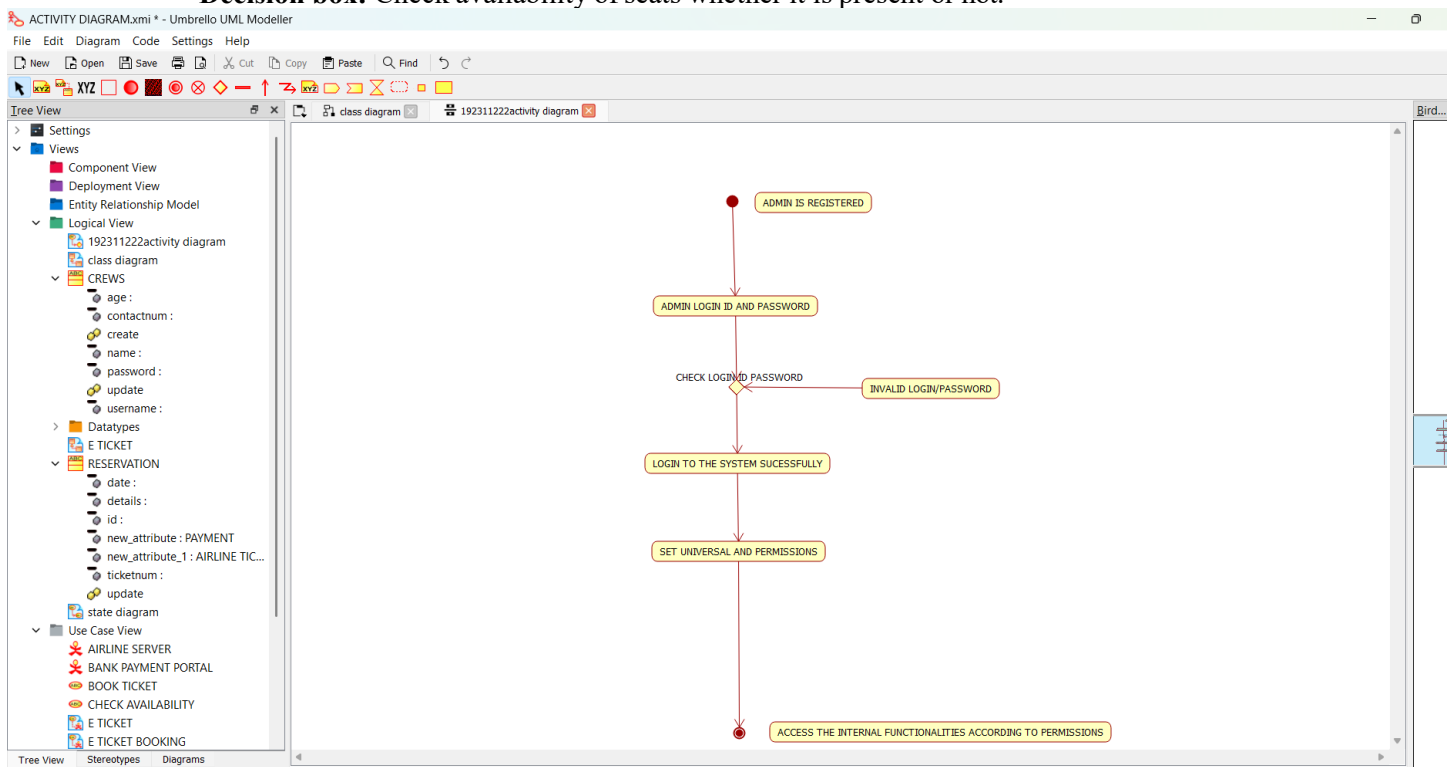 Decision box: Check availability of seats whether it is present or not.
ACTIVITY DIAGRAM.xmi * - Umbrello UML Modeller
File Edit Diagram Code Settings Help
New Open Save Cut Copy Paste Find
XYZ
Tree View
class diagram
192311222activity diagram
Bird...
Settings
Views
Component View
Deployment View
Entity Relationship Model
Logical View
192311222activity diagram
class diagram
CREWS
age :
contactnum :
create
name :
password :
update
username :
Datatypes
E TICKET
RESERVATION
date :
details :
id :
new_attribute : PAYMENT
new_attribute_1 : AIRLINE TIC...
ticketnum :
update
state diagram
Use Case View
AIRLINE SERVER
BANK PAYMENT PORTAL
BOOK TICKET
CHECK AVAILABILITY
E TICKET
E TICKET BOOKING
Tree View Stereotypes Diagrams
ADMIN IS REGISTERED
ADMIN LOGIN ID AND PASSWORD
CHECK LOGIN ID PASSWORD
INVALID LOGIN/PASSWORD
LOGIN TO THE SYSTEM SUCESSFULLY
SET UNIVERSAL AND PERMISSIONS
ACCESS THE INTERNAL FUNCTIONALITIES ACCORDING TO PERMISSIONS